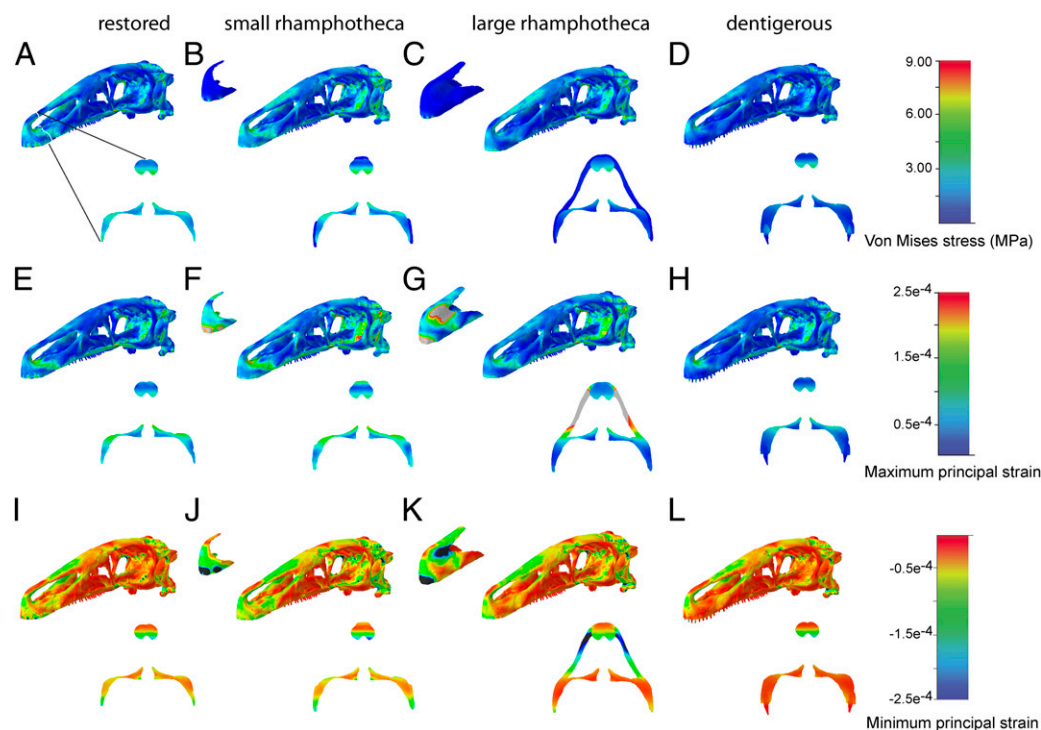 restored small rhamphotheca large rhamphotheca dentigerous
A B C D
9.00
6.00
3.00
Von Mises stress (MPa)
E F G H
2.5e⁻⁴
1.5e⁻⁴
0.5e⁻⁴
Maximum principal strain
I J K L
-0.5e⁻⁴
-1.5e⁻⁴
-2.5e⁻⁴
Minimum principal strain